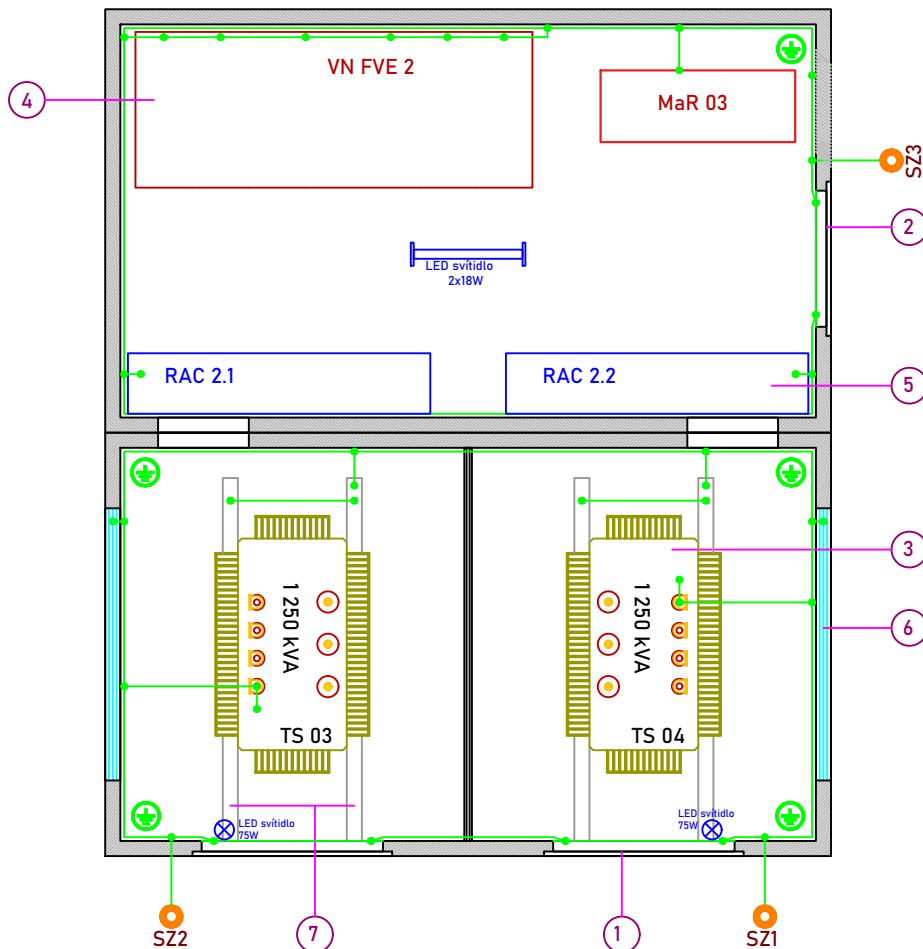 VN FVE 2
4
MaR 03
SZ3
2
LED svítidlo
2x18W
RAC 2.1
RAC 2.2
5
3
1 250 kVA
1 250 kVA
6
TS 03
TS 04
LED svítidlo
75W
LED svítidlo
75W
SZ2
7
1
SZ1